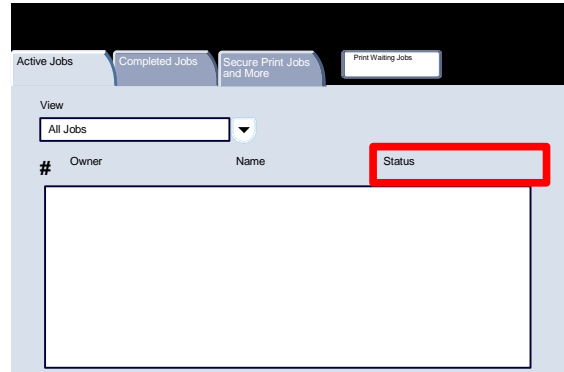 Active Jobs
Completed Jobs
Secure Print Jobs
and More
Print Waiting Jobs
View
All Jobs
# Owner Name Status